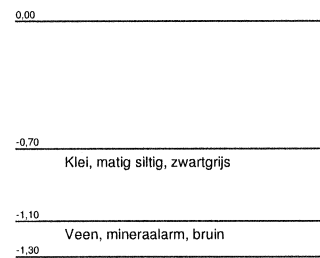 0,00
-0,70
Klei, matig siltig, zwartgrijs
-1,10
Veen, mineraalarm, bruin
-1,30